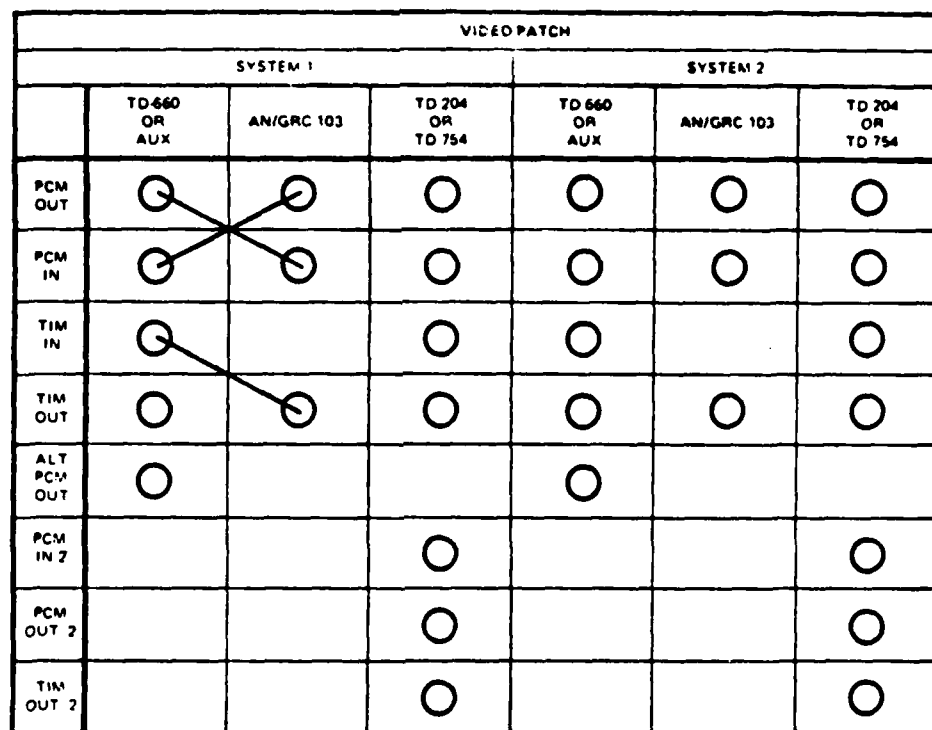 VIDEO PATCH
SYSTEM 1 SYSTEM 2
TD-660 OR AUX AN/GRC 103 TD 204 OR TD 754 TD 660 OR AUX AN/GRC 103 TD 204 OR TD 754
PCM OUT
PCM IN
TIM IN
TIM OUT
ALT PCM OUT
PCM IN 2
PCM OUT 2
TIM OUT 2